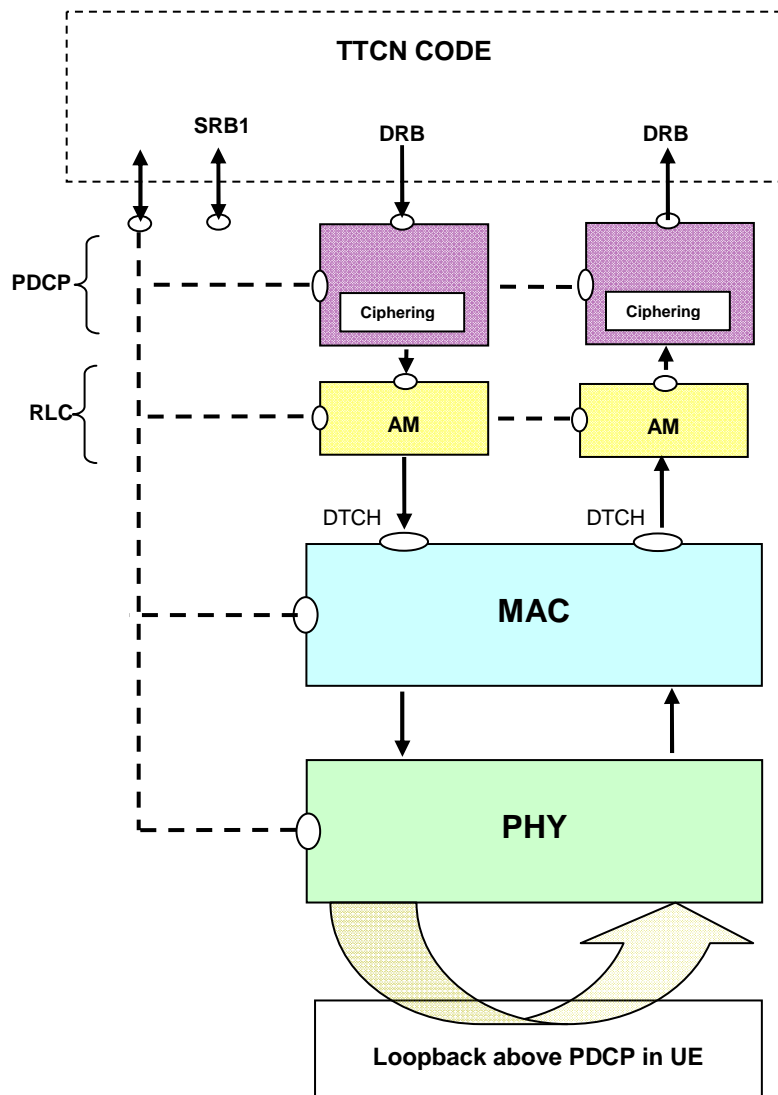 TTCN CODE
SRB1
DRB
DRB
PDCP
Ciphering
Ciphering
RLC
AM
AM
DTCH
DTCH
MAC
PHY
Loopback above PDCP in UE